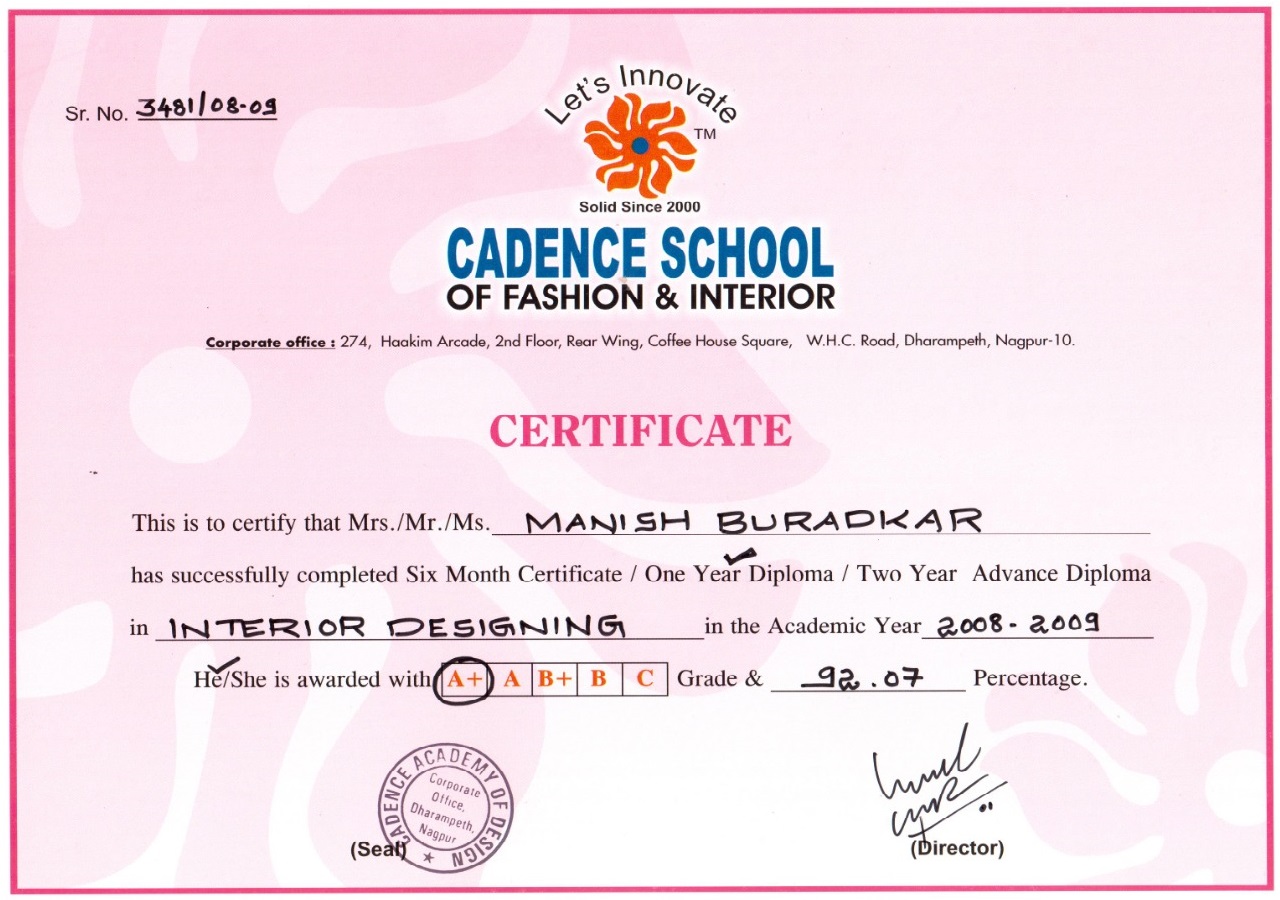 Sr. No. 3481/08-09
Let's Innovate
TM
Solid Since 2000
CADENCE SCHOOL
OF FASHION & INTERIOR
Corporate office : 274, Haakim Arcade, 2nd Floor, Rear Wing, Coffee House Square, W.H.C. Road, Dharampeth, Nagpur-10.
CERTIFICATE
This is to certify that Mrs./Mr./Ms. MANISH BURADKAR
has successfully completed Six Month Certificate / One Year Diploma / Two Year Advance Diploma
in INTERIOR DESIGNING in the Academic Year 2008-2009
He/She is awarded with A+ A B+ B C Grade & 92.07 Percentage.
CADENCE ACADEMY OF DESIGN
Corporate
Office,
Dharampeth,
Nagpur
(Seal)
(Director)